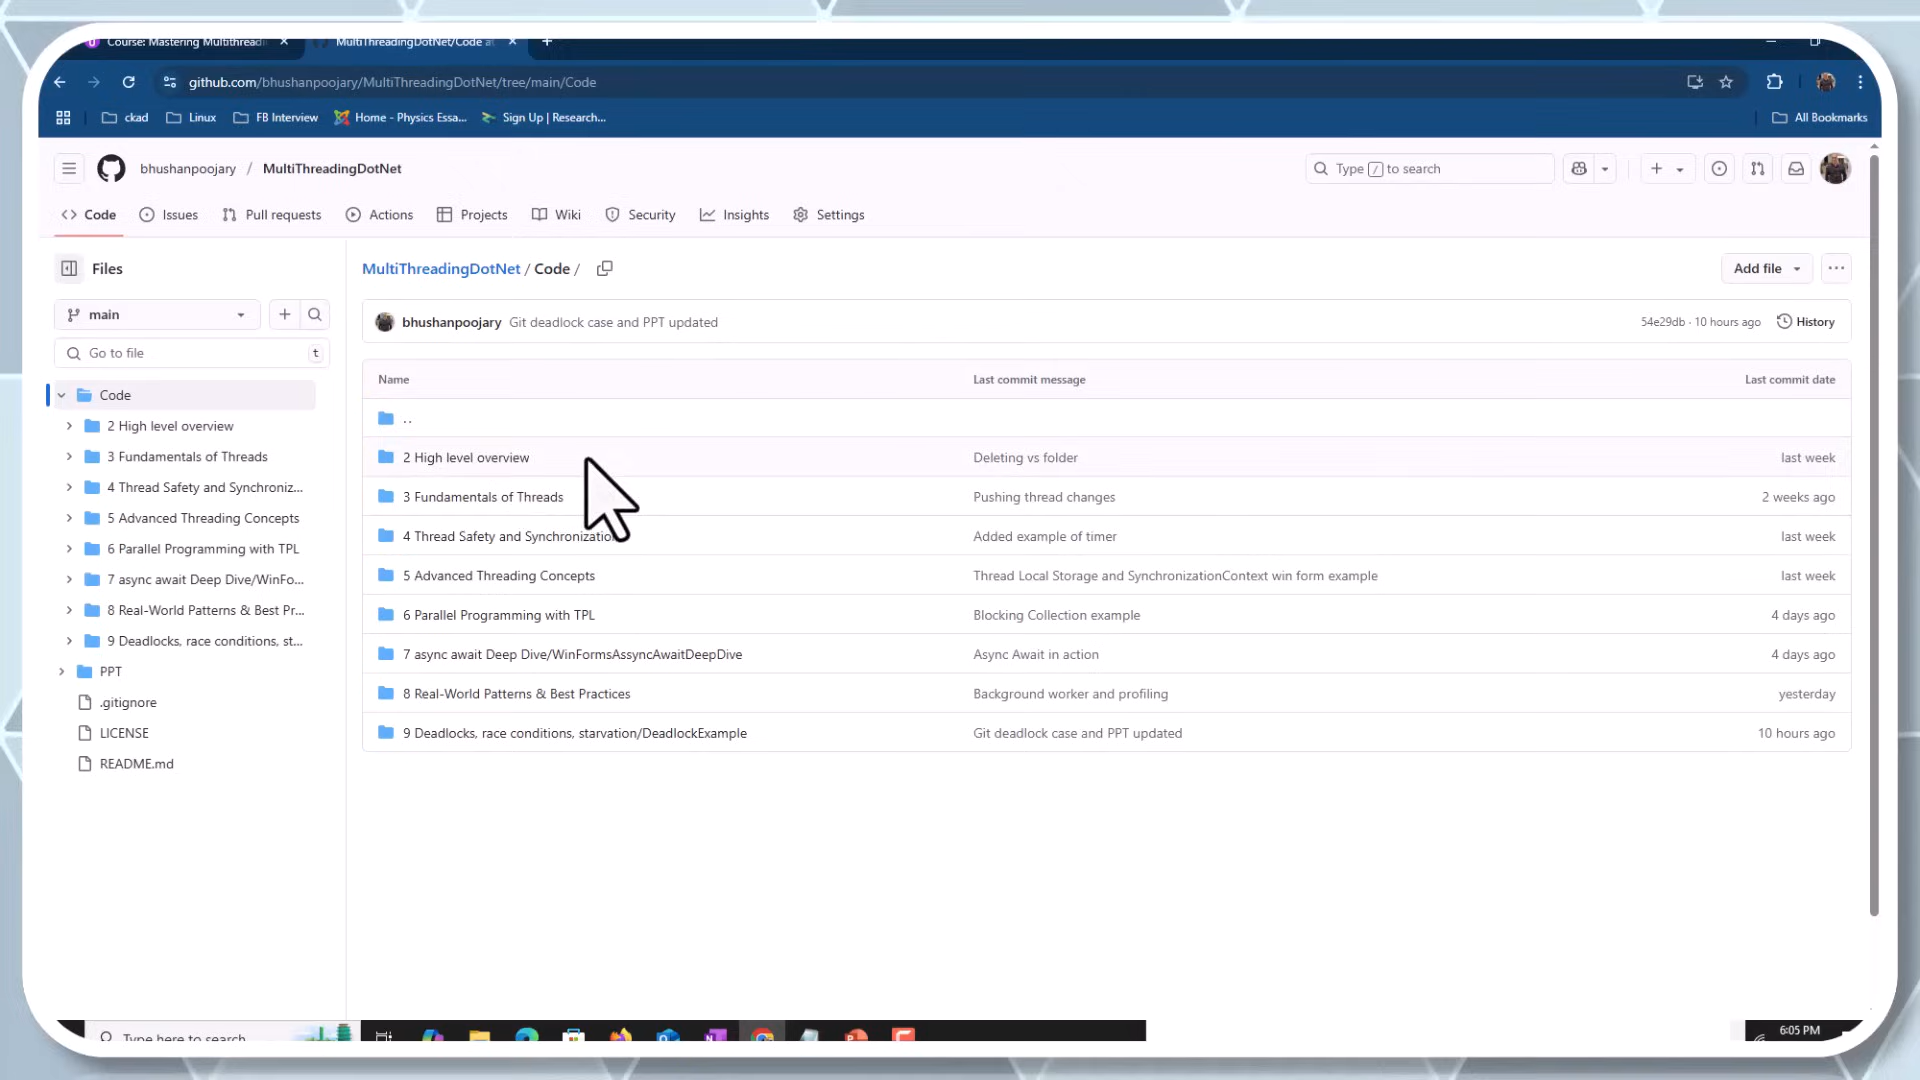 Course: Mastering Multithreadi
MultiThreadingDotNet/Code at
github.com/bhushanpoojary/MultiThreadingDotNet/tree/main/Code
ckad
Linux
FB Interview
Home - Physics Essa...
Sign Up | Research...
All Bookmarks
bhushanpoojary / MultiThreadingDotNet
Type / to search
Code
Issues
Pull requests
Actions
Projects
Wiki
Security
Insights
Settings
Files
main
Go to file
t
Code
2 High level overview
3 Fundamentals of Threads
4 Thread Safety and Synchroniz...
5 Advanced Threading Concepts
6 Parallel Programming with TPL
7 async await Deep Dive/WinFo...
8 Real-World Patterns & Best Pr...
9 Deadlocks, race conditions, st...
PPT
.gitignore
LICENSE
README.md
MultiThreadingDotNet / Code /
Add file
bhushanpoojary Git deadlock case and PPT updated
54e29db · 10 hours ago
History
Name Last commit message Last commit date
..
2 High level overview Deleting vs folder last week
3 Fundamentals of Threads Pushing thread changes 2 weeks ago
4 Thread Safety and Synchronization Added example of timer last week
5 Advanced Threading Concepts Thread Local Storage and SynchronizationContext win form example last week
6 Parallel Programming with TPL Blocking Collection example 4 days ago
7 async await Deep Dive/WinFormsAssyncAwaitDeepDive Async Await in action 4 days ago
8 Real-World Patterns & Best Practices Background worker and profiling yesterday
9 Deadlocks, race conditions, starvation/DeadlockExample Git deadlock case and PPT updated 10 hours ago
Type here to search
6:05 PM